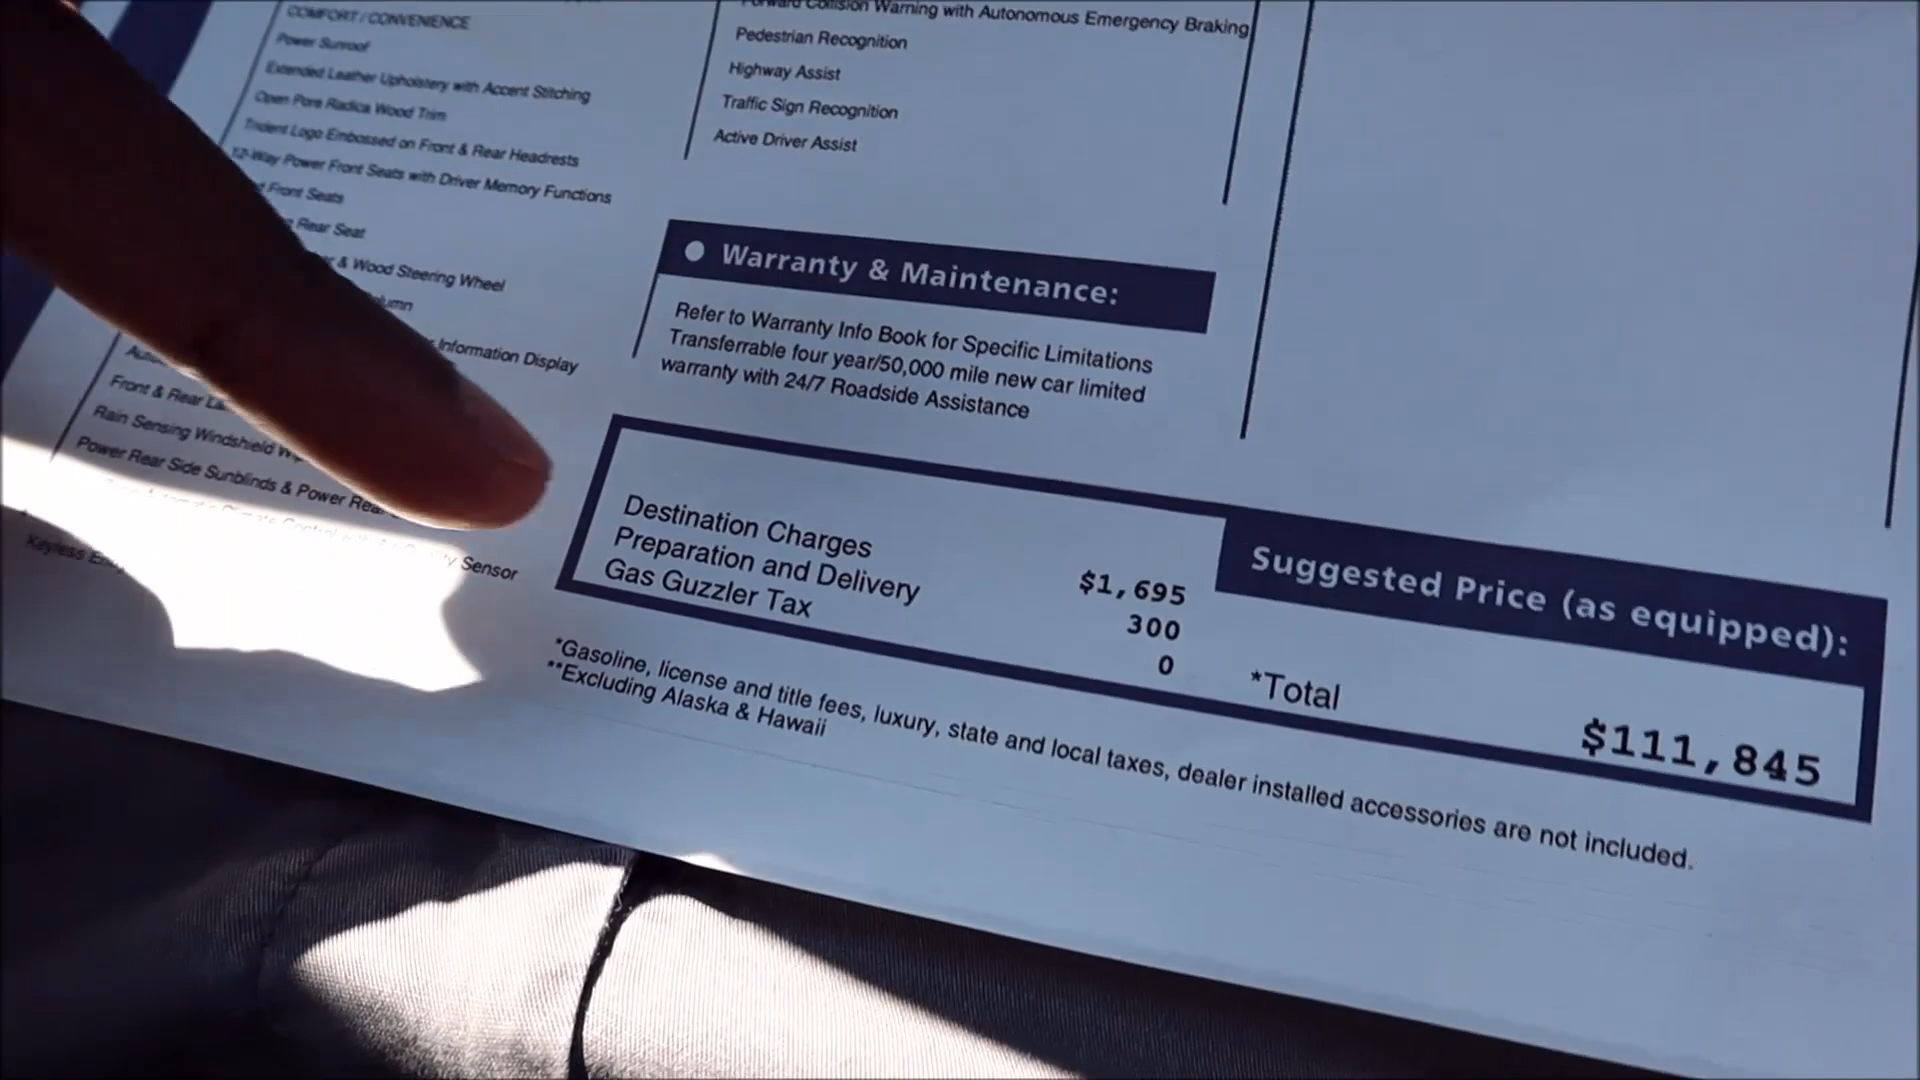 COMFORT / CONVENIENCE
Power Sunroof
Extended Leather Upholstery with Accent Stitching
Open Pore Radica Wood Trim
Trident Logo Embossed on Front & Rear Headrests
12-Way Power Front Seats with Driver Memory Functions
Front Seats
Rear Seat
& Wood Steering Wheel
Information Display
Front & Rear
Rain Sensing Windshield
Power Rear Side Sunblinds & Power
Sensor
Keyless
Forward Collision Warning with Autonomous Emergency Braking
Pedestrian Recognition
Highway Assist
Traffic Sign Recognition
Active Driver Assist
Warranty & Maintenance:
Refer to Warranty Info Book for Specific Limitations
Transferrable four year/50,000 mile new car limited
warranty with 24/7 Roadside Assistance
Destination Charges $1,695
Preparation and Delivery 300
Gas Guzzler Tax 0
Suggested Price (as equipped):
*Total $111,845
*Gasoline, license and title fees, luxury, state and local taxes, dealer installed accessories are not included.
**Excluding Alaska & Hawaii